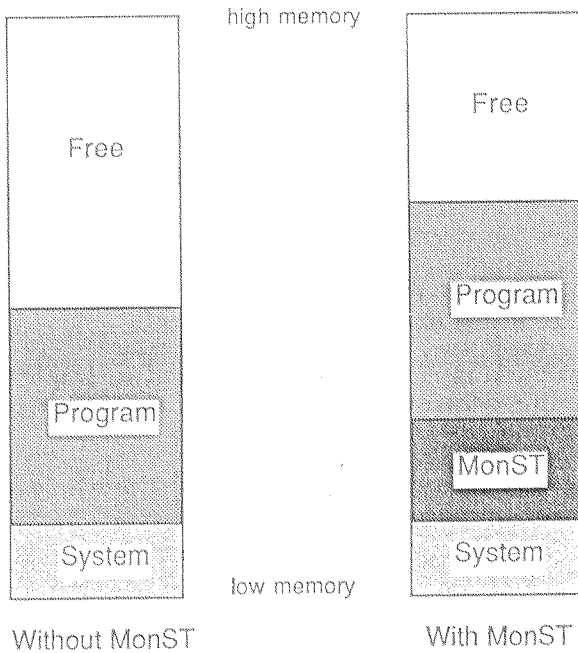 high memory
Free
Free
Program
Program
MonST
System
System
low memory
Without MonST
With MonST